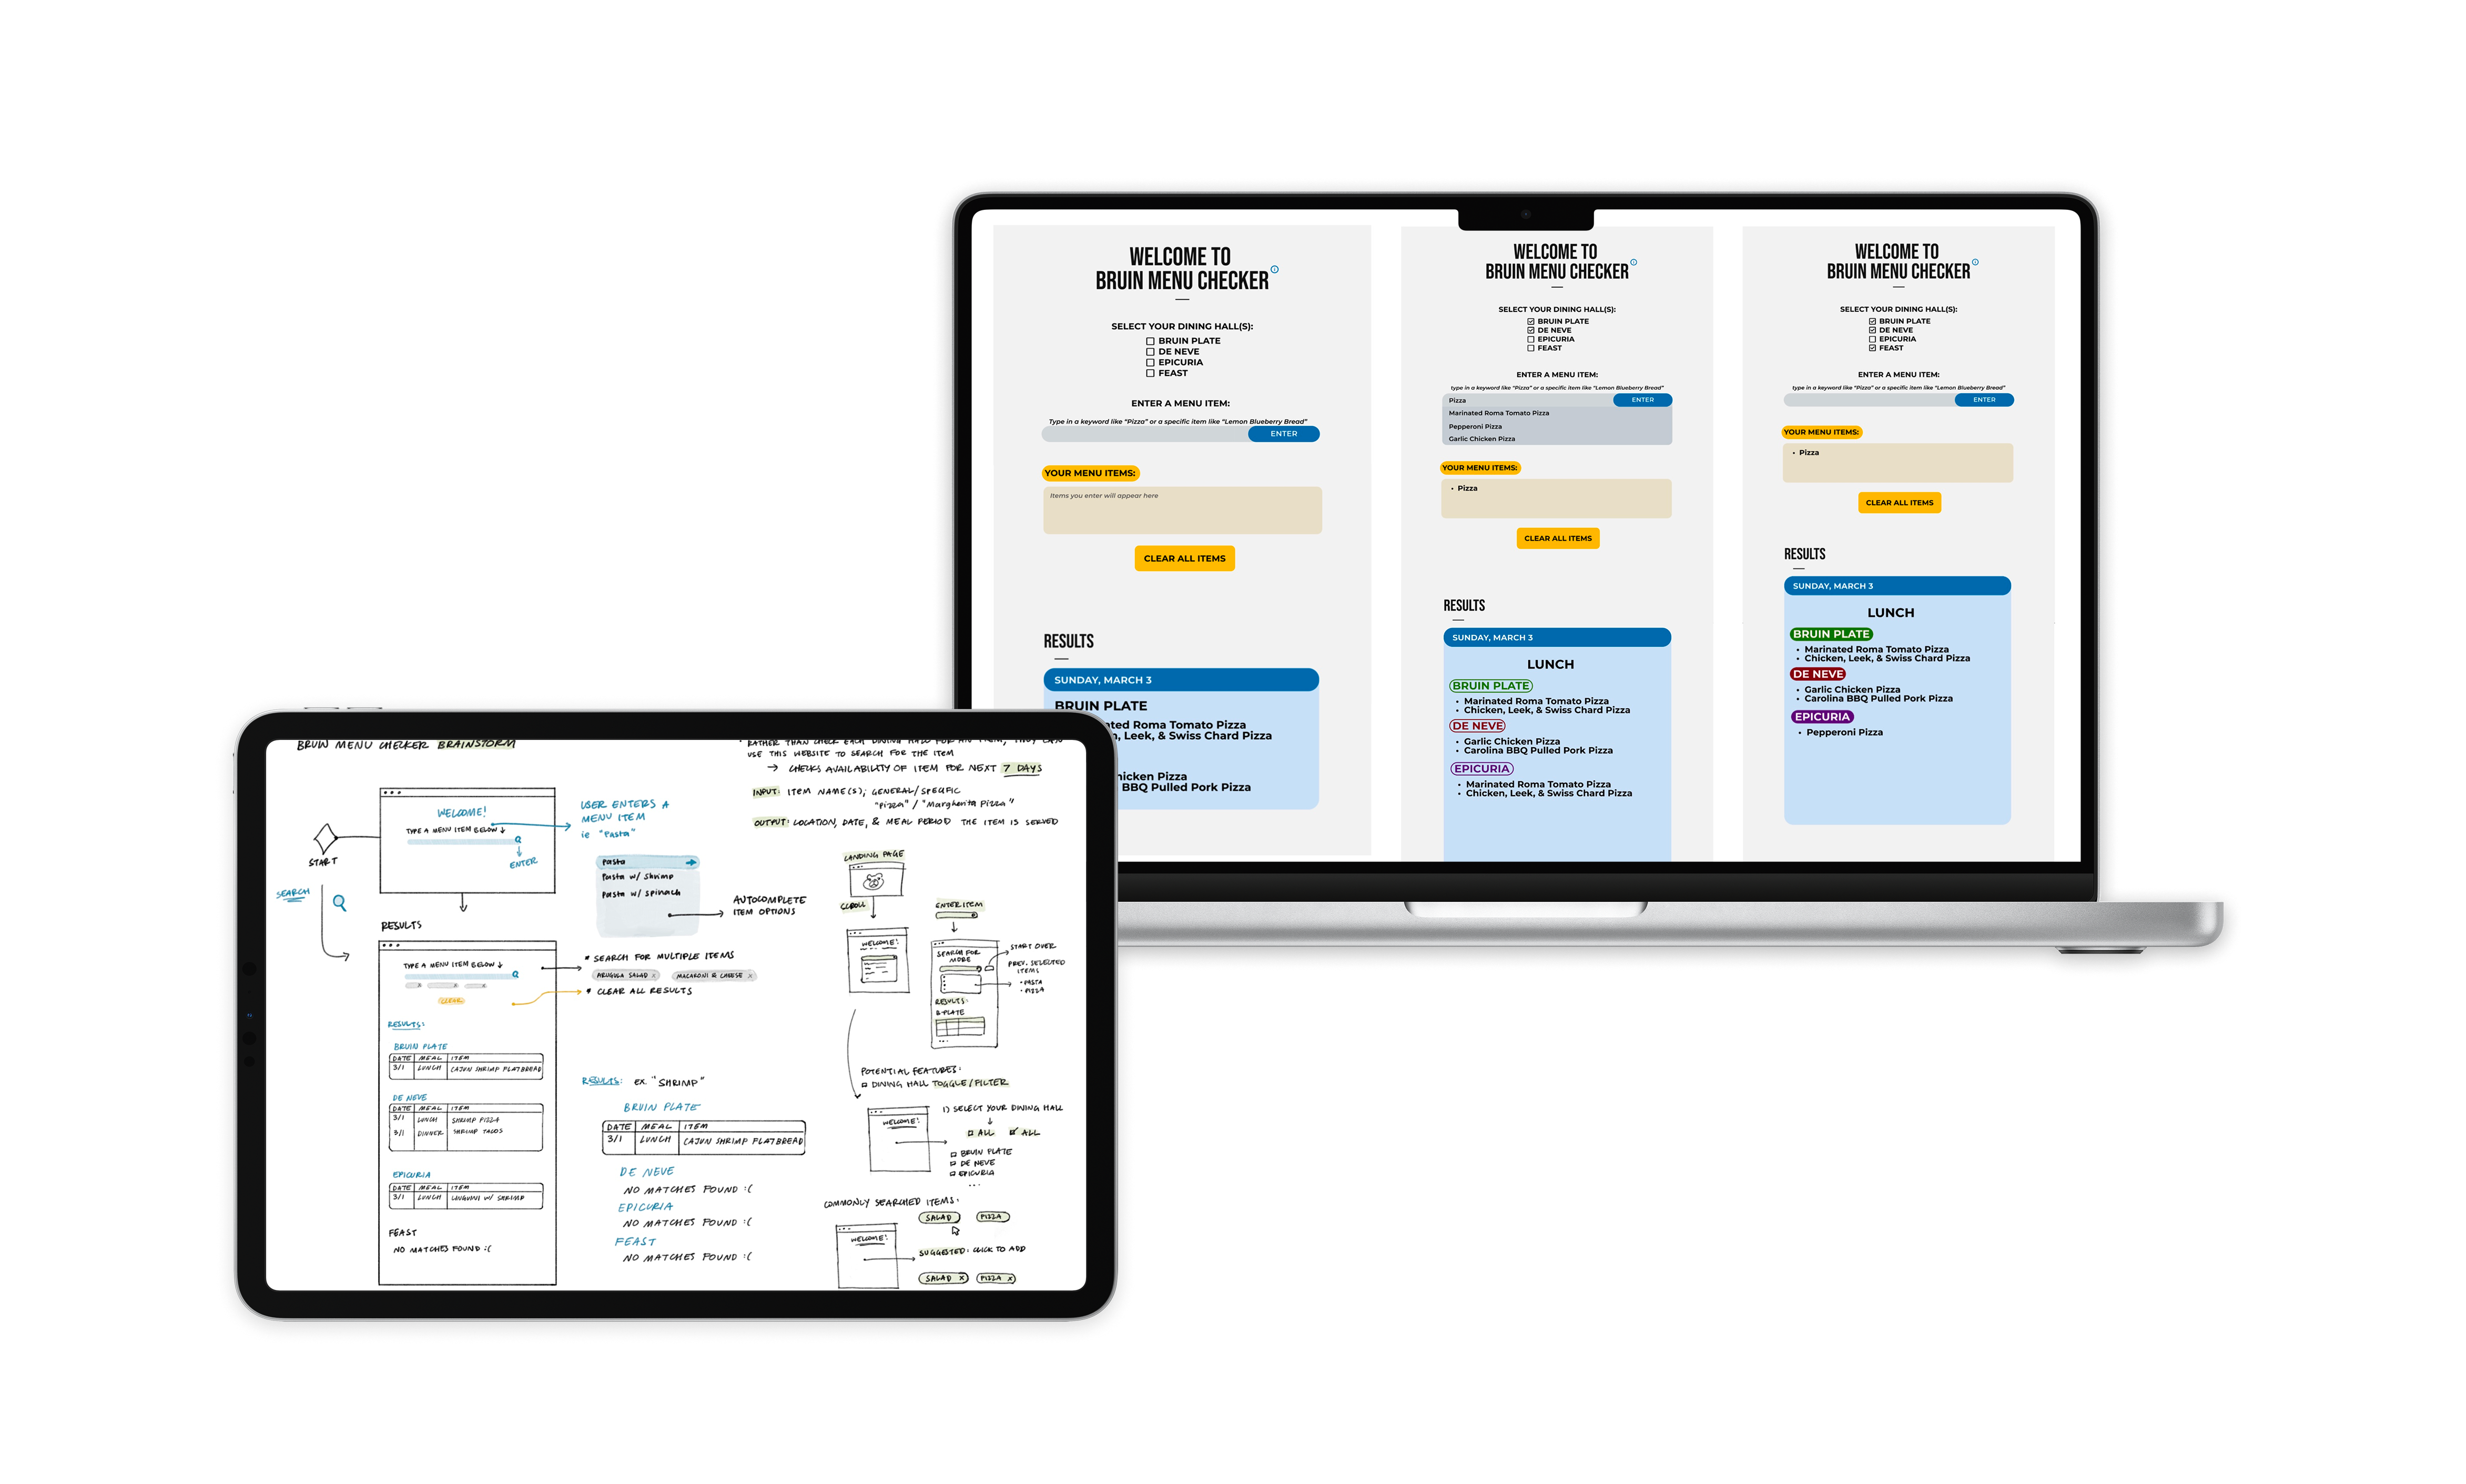 WELCOME TO
BRUIN MENU CHECKER
SELECT YOUR DINING HALL(S):
BRUIN PLATE
DE NEVE
EPICURIA
FEAST
ENTER A MENU ITEM:
Type in a keyword like "Pizza" or a specific item like "Lemon Blueberry Bread"
ENTER
YOUR MENU ITEMS:
Items you enter will appear here
CLEAR ALL ITEMS
RESULTS
SUNDAY, MARCH 3
BRUIN PLATE
Roma Tomato Pizza
Leek, & Swiss Chard Pizza
Pizza
BBQ Pulled Pork Pizza
WELCOME TO
BRUIN MENU CHECKER
SELECT YOUR DINING HALL(S):
BRUIN PLATE
DE NEVE
EPICURIA
FEAST
ENTER A MENU ITEM:
type in a keyword like "Pizza" or a specific item like "Lemon Blueberry Bread"
Pizza
ENTER
Marinated Roma Tomato Pizza
Pepperoni Pizza
Garlic Chicken Pizza
YOUR MENU ITEMS:
• Pizza
CLEAR ALL ITEMS
RESULTS
SUNDAY, MARCH 3
LUNCH
BRUIN PLATE
• Marinated Roma Tomato Pizza
• Chicken, Leek, & Swiss Chard Pizza
DE NEVE
• Garlic Chicken Pizza
• Carolina BBQ Pulled Pork Pizza
EPICURIA
• Marinated Roma Tomato Pizza
• Chicken, Leek, & Swiss Chard Pizza
WELCOME TO
BRUIN MENU CHECKER
SELECT YOUR DINING HALL(S):
BRUIN PLATE
DE NEVE
EPICURIA
FEAST
ENTER A MENU ITEM:
type in a keyword like "Pizza" or a specific item like "Lemon Blueberry Bread"
ENTER
YOUR MENU ITEMS:
• Pizza
CLEAR ALL ITEMS
RESULTS
SUNDAY, MARCH 3
LUNCH
BRUIN PLATE
• Marinated Roma Tomato Pizza
• Chicken, Leek, & Swiss Chard Pizza
DE NEVE
• Garlic Chicken Pizza
• Carolina BBQ Pulled Pork Pizza
EPICURIA
• Pepperoni Pizza
BRUIN MENU CHECKER BRAINSTORM
START
SEARCH
WELCOME!
TYPE A MENU ITEM BELOW ↓
ENTER
USER ENTERS A
MENU ITEM
ie "Pasta"
Pasta
Pasta w/ shrimp
Pasta w/ spinach
AUTOCOMPLETE
ITEM OPTIONS
RESULTS
TYPE A MENU ITEM BELOW ↓
CLEAR
* SEARCH FOR MULTIPLE ITEMS
ARUGULA SALAD x
MACARONI & CHEESE x
* CLEAR ALL RESULTS
RESULTS:
BRUIN PLATE
DATE MEAL ITEM
3/1 LUNCH CAJUN SHRIMP FLATBREAD
DE NEVE
DATE MEAL ITEM
3/1 LUNCH SHRIMP PIZZA
3/1 DINNER SHRIMP TACOS
EPICURIA
DATE MEAL ITEM
3/1 LUNCH LINGUINI W/ SHRIMP
FEAST
NO MATCHES FOUND :(
RESULTS: EX. "SHRIMP"
BRUIN PLATE
DATE MEAL ITEM
3/1 LUNCH CAJUN SHRIMP FLATBREAD
DE NEVE
NO MATCHES FOUND :(
EPICURIA
NO MATCHES FOUND :(
FEAST
NO MATCHES FOUND :(
RATHER THAN CHECK EACH DINING HALL FOR AN ITEM, THEY CAN
USE THIS WEBSITE TO SEARCH FOR THE ITEM
→ CHECKS AVAILABILITY OF ITEM FOR NEXT 7 DAYS
INPUT: ITEM NAME(S); GENERAL/SPECIFIC
"Pizza" / "Margherita Pizza"
OUTPUT: LOCATION, DATE, & MEAL PERIOD THE ITEM IS SERVED
LANDING PAGE
SCROLL
WELCOME!
ENTER ITEM
SEARCH FOR
MORE
START OVER
PREV. SELECTED
ITEMS
• PASTA
• PIZZA
RESULTS:
B-PLATE
POTENTIAL FEATURES:
DINING HALL TOGGLE/FILTER
WELCOME!
1) SELECT YOUR DINING HALL
ALL
ALL
BRUIN PLATE
DE NEVE
EPICURIA
...
COMMONLY SEARCHED ITEMS:
SALAD
PIZZA
WELCOME!
SUGGESTED: CLICK TO ADD
SALAD x
PIZZA x